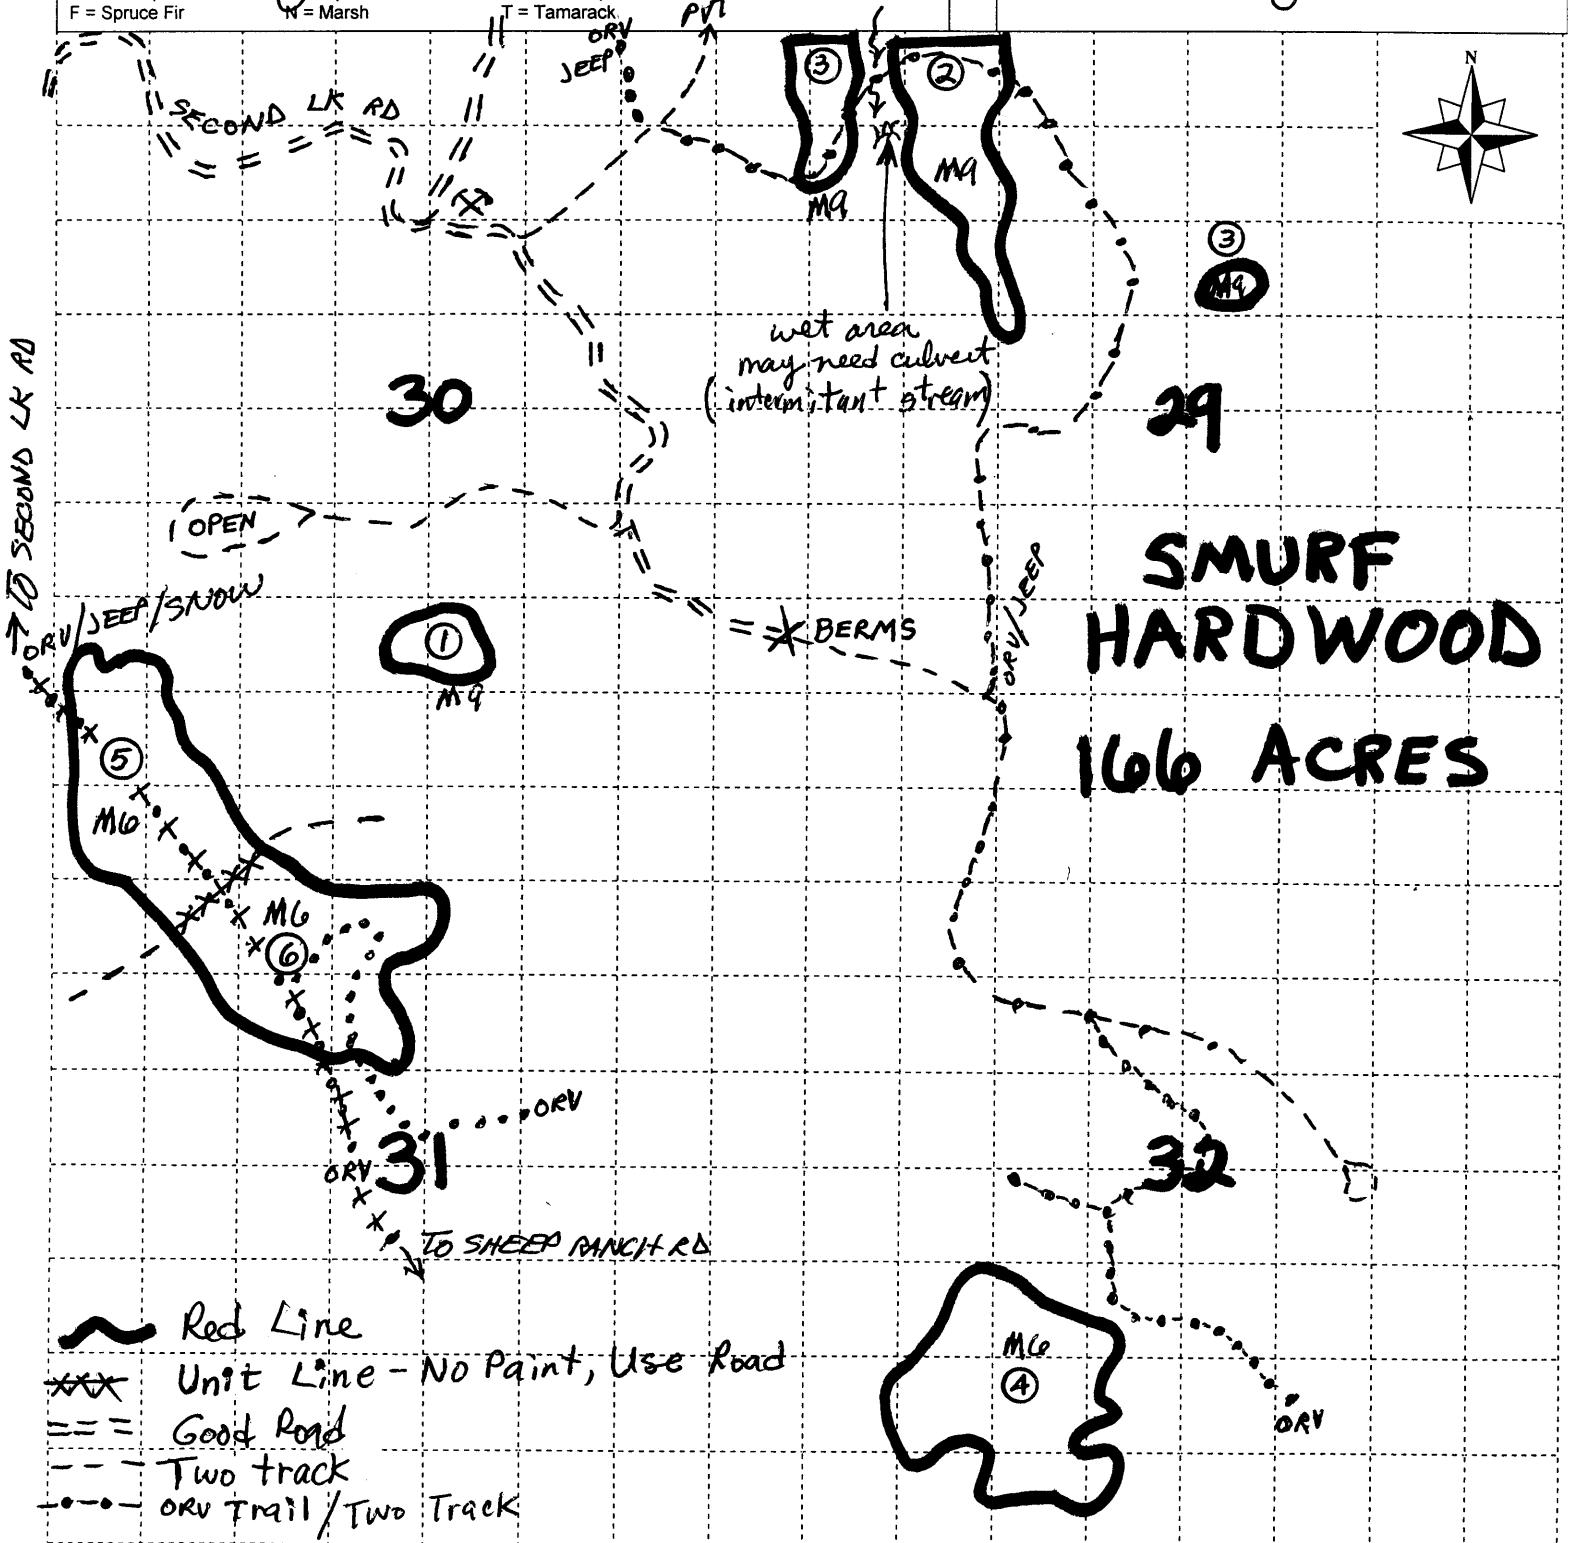 F = Spruce Fir N = Marsh T = Tamarack
PVT
ORV
JEEP
SECOND LK RD
3
M9
2
M9
N
3
M9
wet area
may need culvert
(intermitant stream)
30
29
→ TO SECOND LK RD
OPEN
ORV/JEEP/SNOW
1
M9
BERMS
ORV/JEEP
SMURF
HARDWOOD
166 ACRES
5
M6
M6
6
ORV
31
ORV
TO SHEEP RANCH RD
32
M6
4
ORV
Red Line
xxx Unit Line - No Paint, Use Road
Good Road
Two track
ORV Trail / Two Track